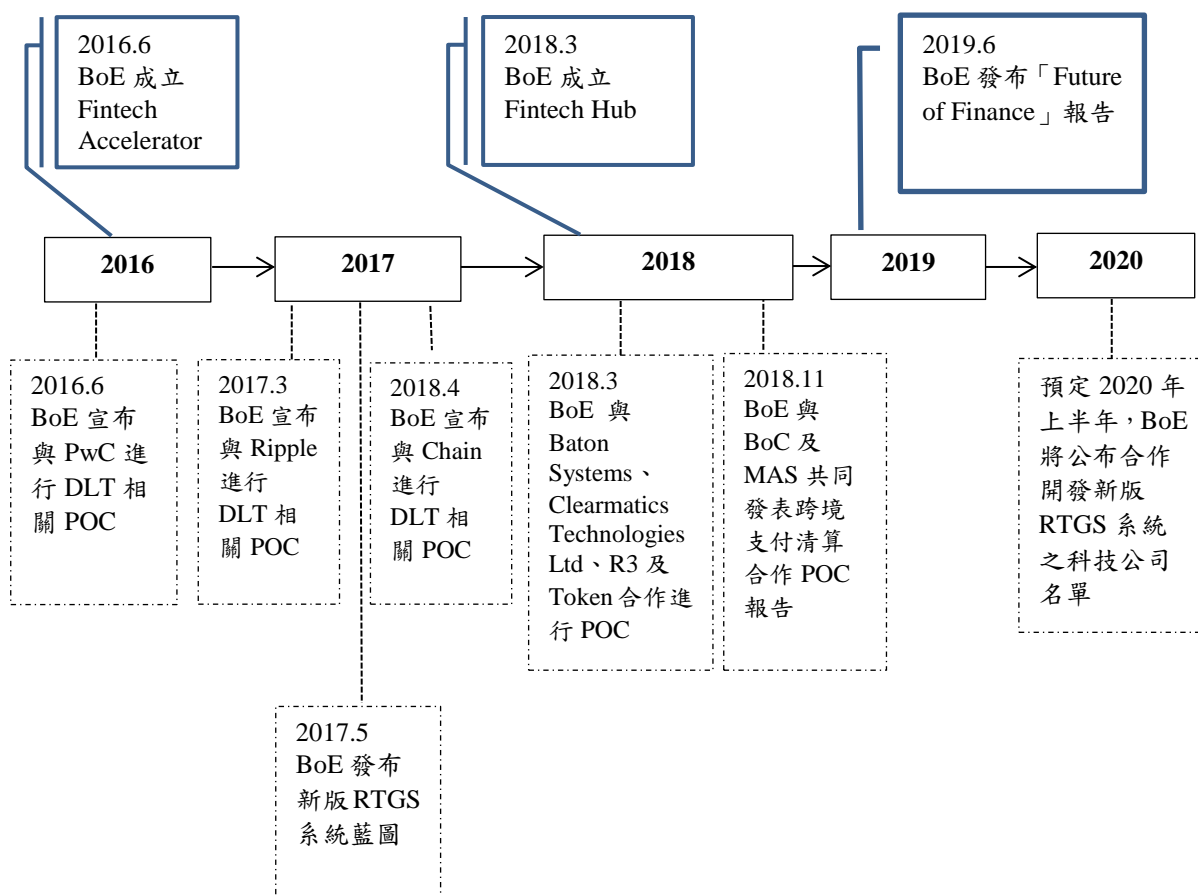 2016.6
BoE 成立
Fintech
Accelerator
2018.3
BoE 成立
Fintech Hub
2019.6
BoE 發布「Future
of Finance」報告
2016
2017
2018
2019
2020
2016.6
BoE 宣布
與 PwC 進
行 DLT 相
關 POC
2017.3
BoE 宣布
與 Ripple
進行
DLT 相
關 POC
2018.4
BoE 宣布
與 Chain
進行
DLT 相
關 POC
2018.3
BoE 與
Baton
Systems、
Clearmatics
Technologies
Ltd、R3 及
Token 合作進
行 POC
2018.11
BoE 與
BoC 及
MAS 共同
發表跨境
支付清算
合作 POC
報告
預定 2020 年
上半年,BoE
將公布合作
開發新版
RTGS 系統
之科技公司
名單
2017.5
BoE 發布
新版 RTGS
系統藍圖